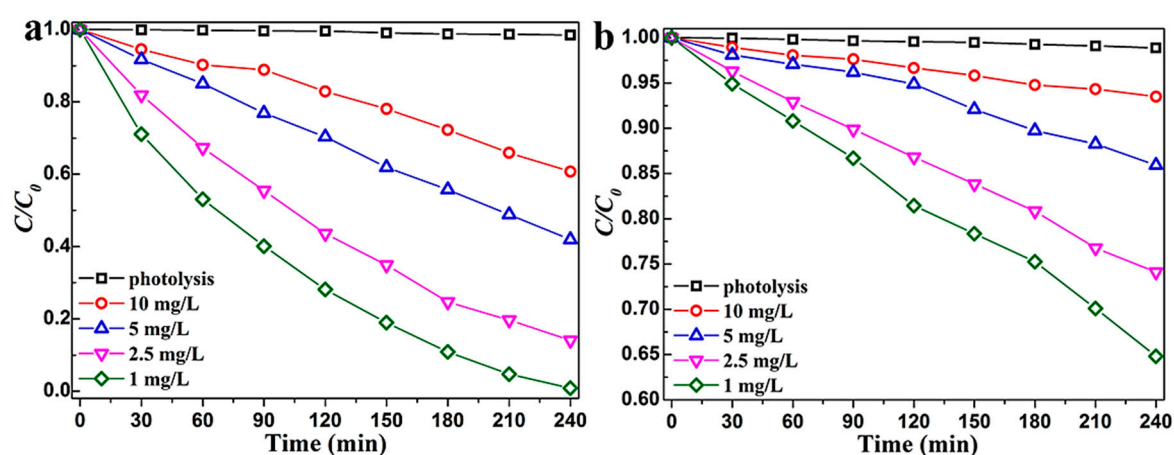 a
1.0
0.8
0.6
0.4
0.2
0.0
C/C0
photolysis
10 mg/L
5 mg/L
2.5 mg/L
1 mg/L
0 30 60 90 120 150 180 210 240
Time (min)
b
1.00
0.95
0.90
0.85
0.80
0.75
0.70
0.65
0.60
C/C0
photolysis
10 mg/L
5 mg/L
2.5 mg/L
1 mg/L
0 30 60 90 120 150 180 210 240
Time (min)